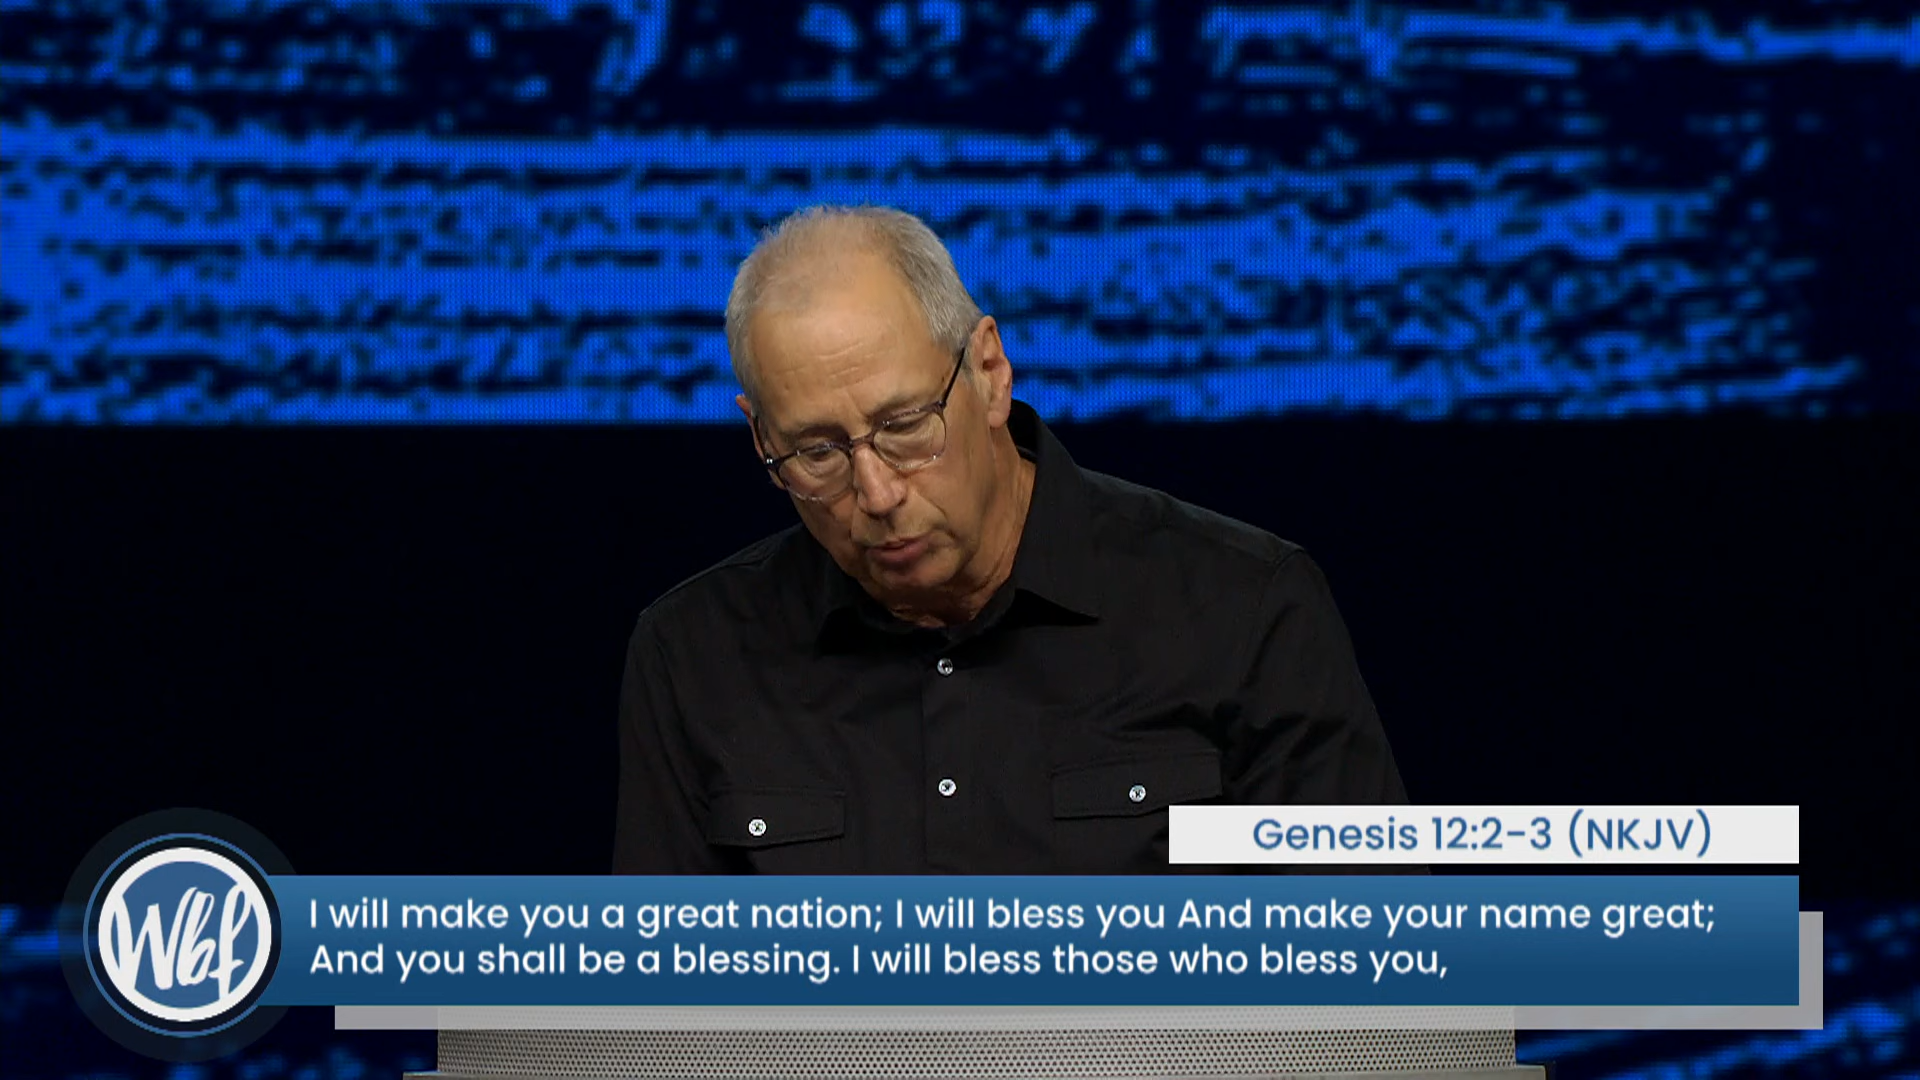 Genesis 12:2-3 (NKJV)
Wbf
I will make you a great nation; I will bless you And make your name great;
And you shall be a blessing. I will bless those who bless you,